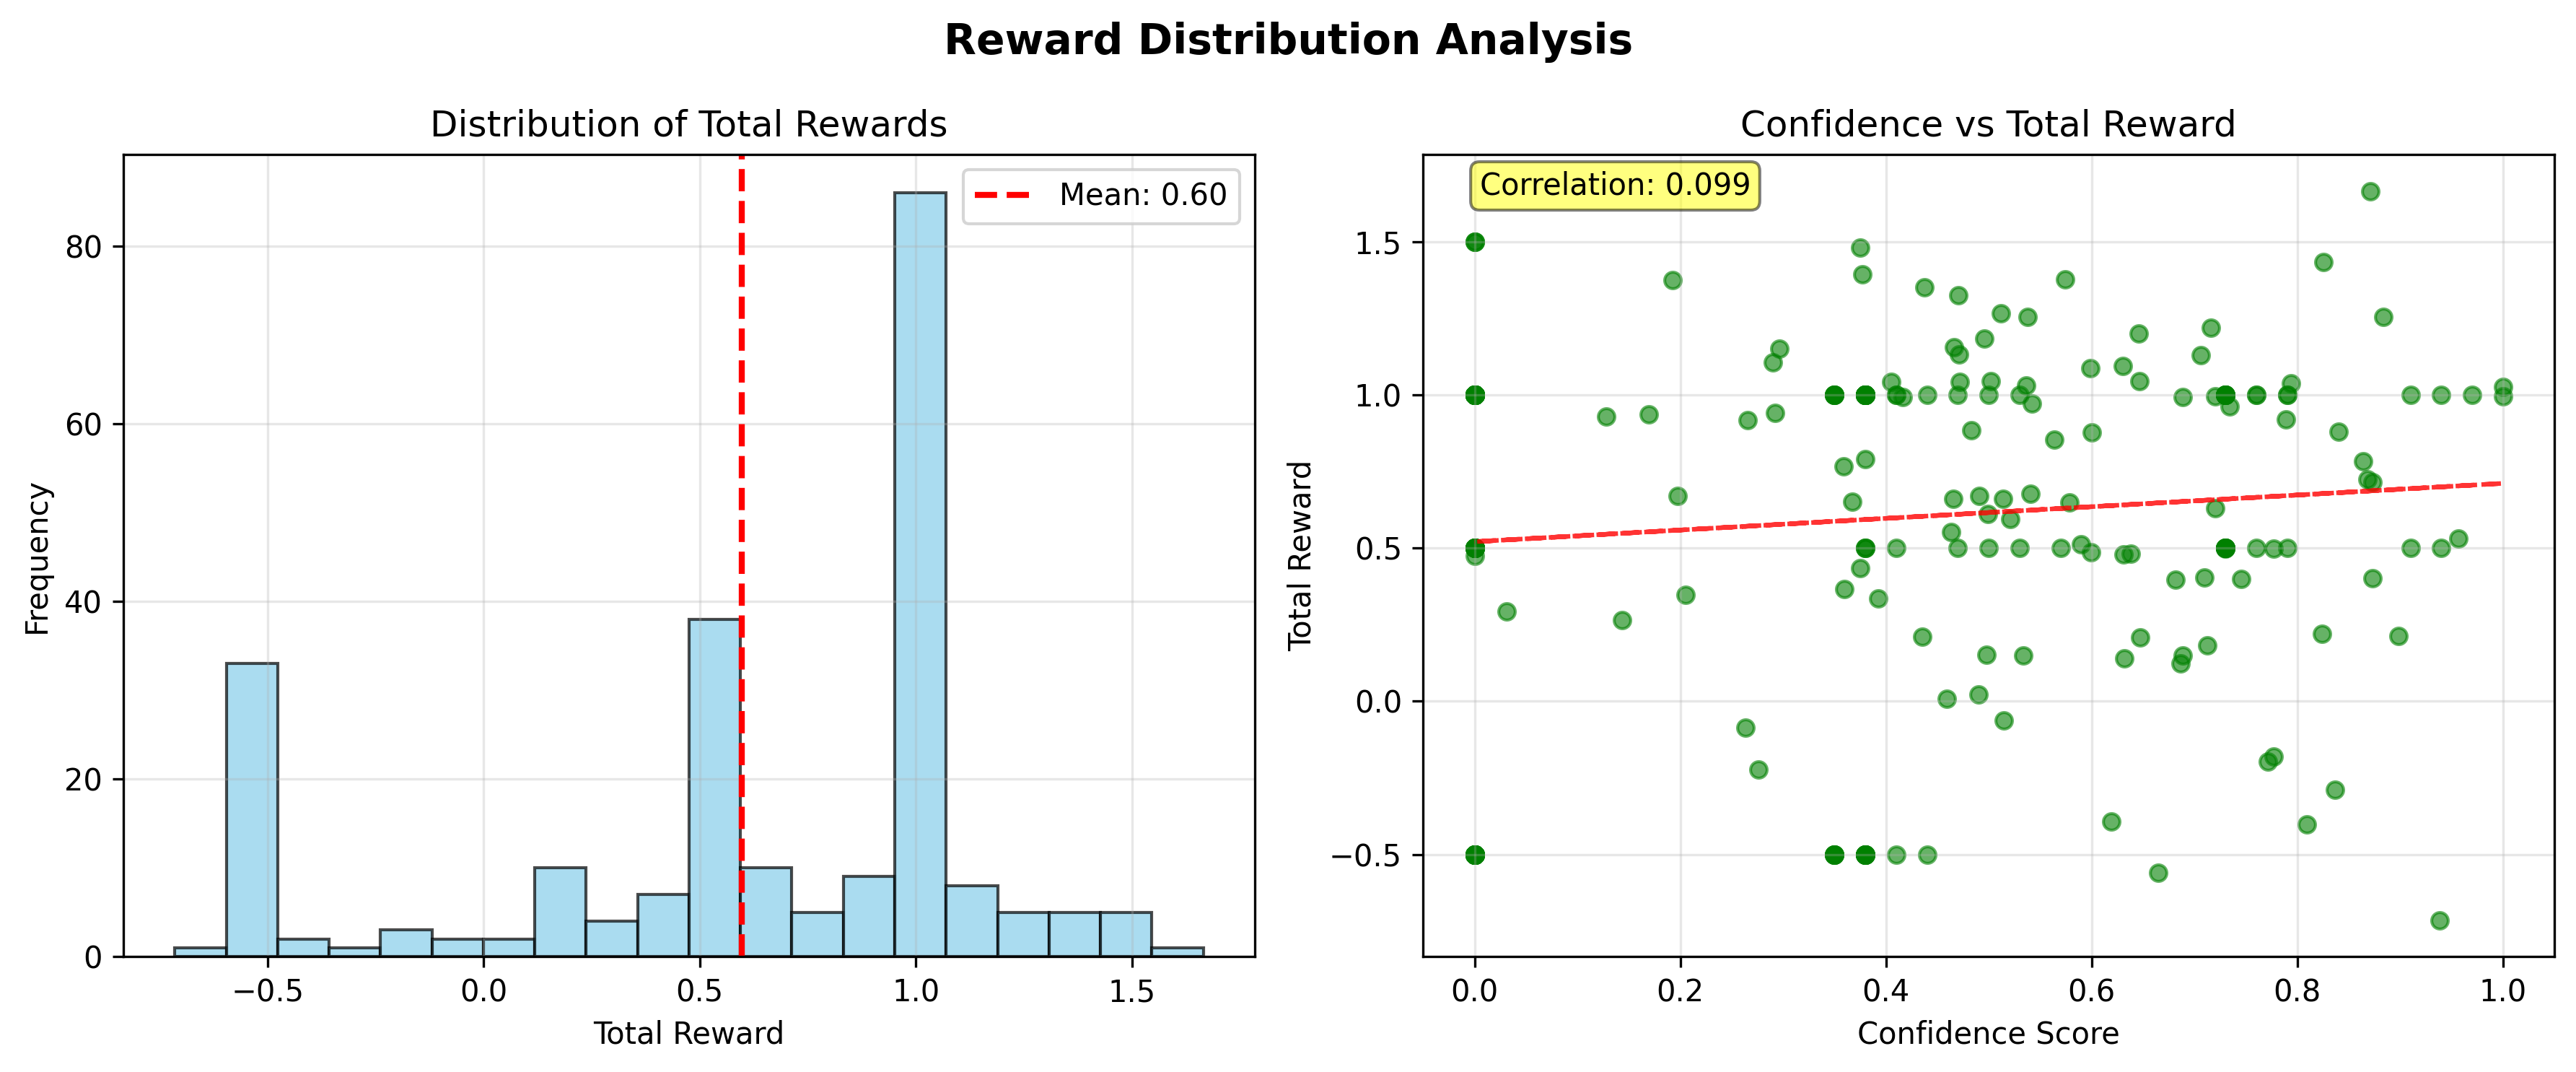 Reward Distribution Analysis
Distribution of Total Rewards
Mean: 0.60
Frequency
80
60
40
20
0
−0.5
0.0
0.5
1.0
1.5
Total Reward
Confidence vs Total Reward
Correlation: 0.099
Total Reward
1.5
1.0
0.5
0.0
−0.5
0.0
0.2
0.4
0.6
0.8
1.0
Confidence Score